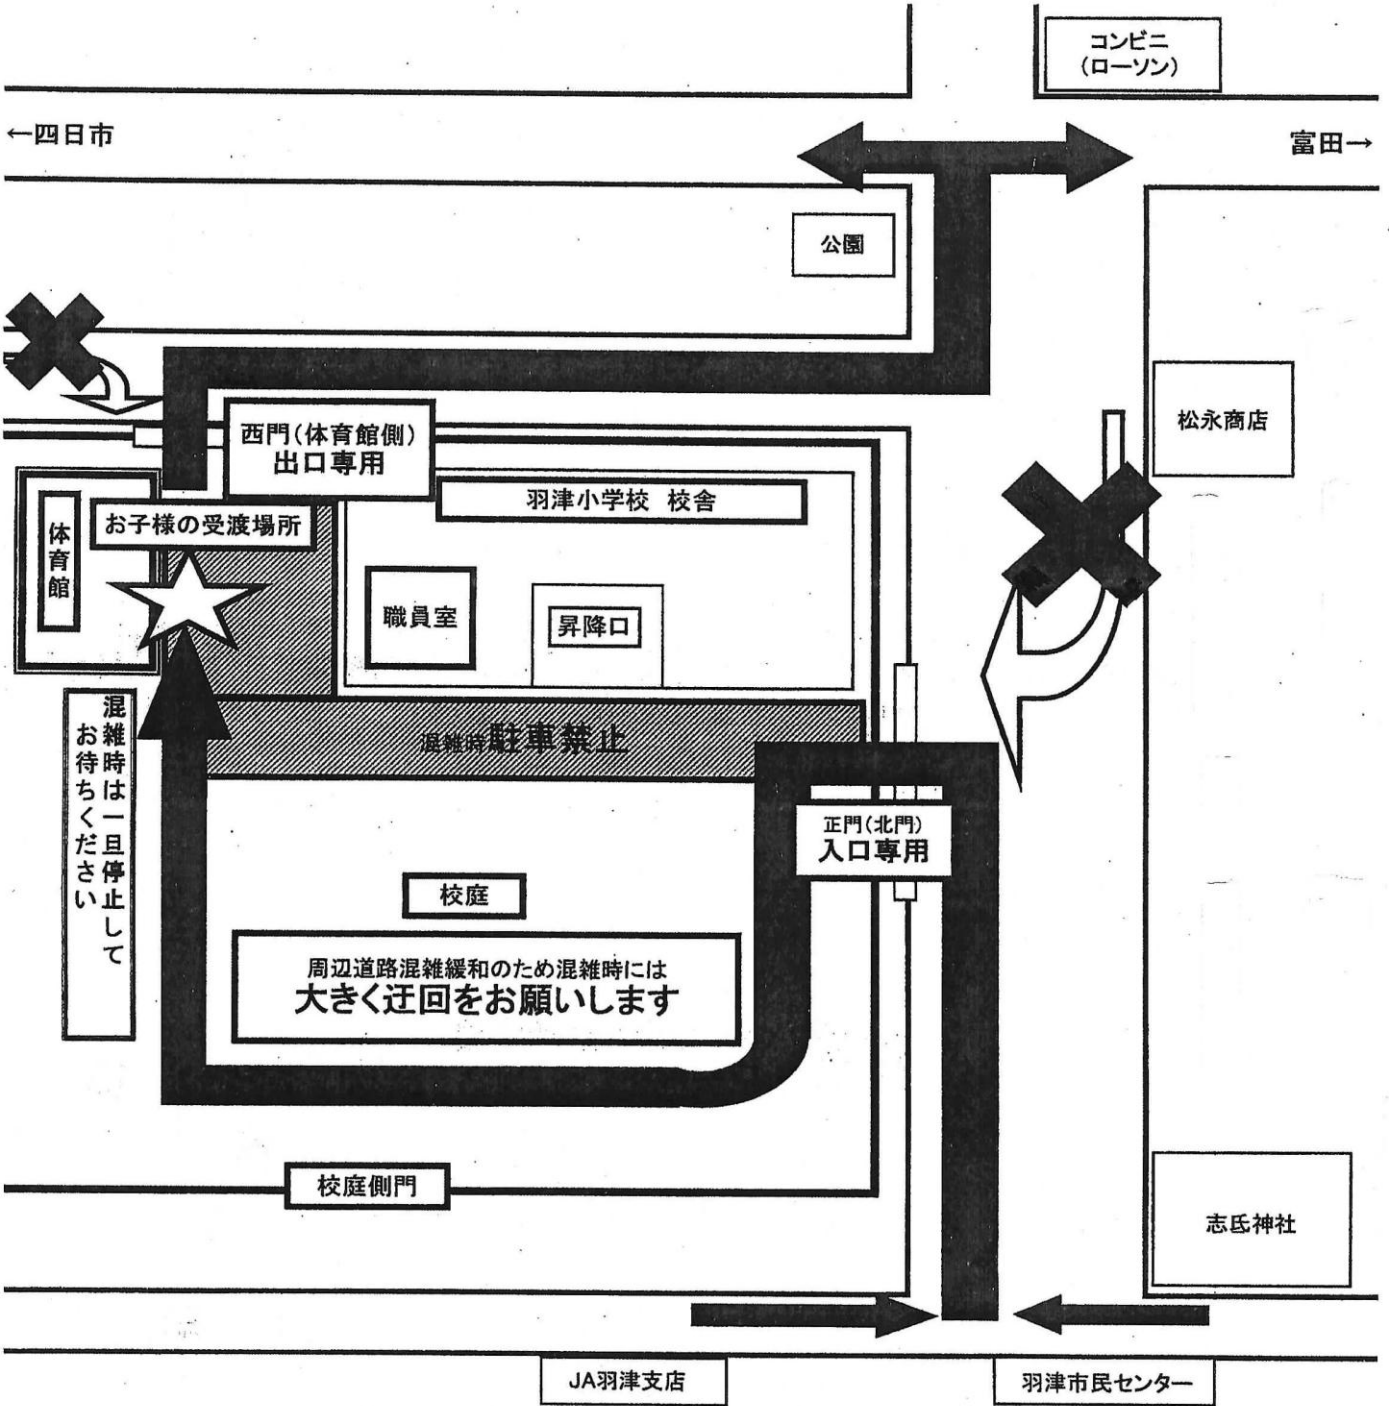 コンビニ
(ローソン)
←四日市
富田→
公園
松永商店
西門(体育館側)
出口専用
羽津小学校 校舎
お子様の受渡場所
体育館
職員室
昇降口
混雑時駐車禁止
混雑時は一旦停止して
お待ちください
正門(北門)
入口専用
校庭
周辺道路混雑緩和のため混雑時には
大きく迂回をお願いします
校庭側門
志氐神社
JA羽津支店
羽津市民センター